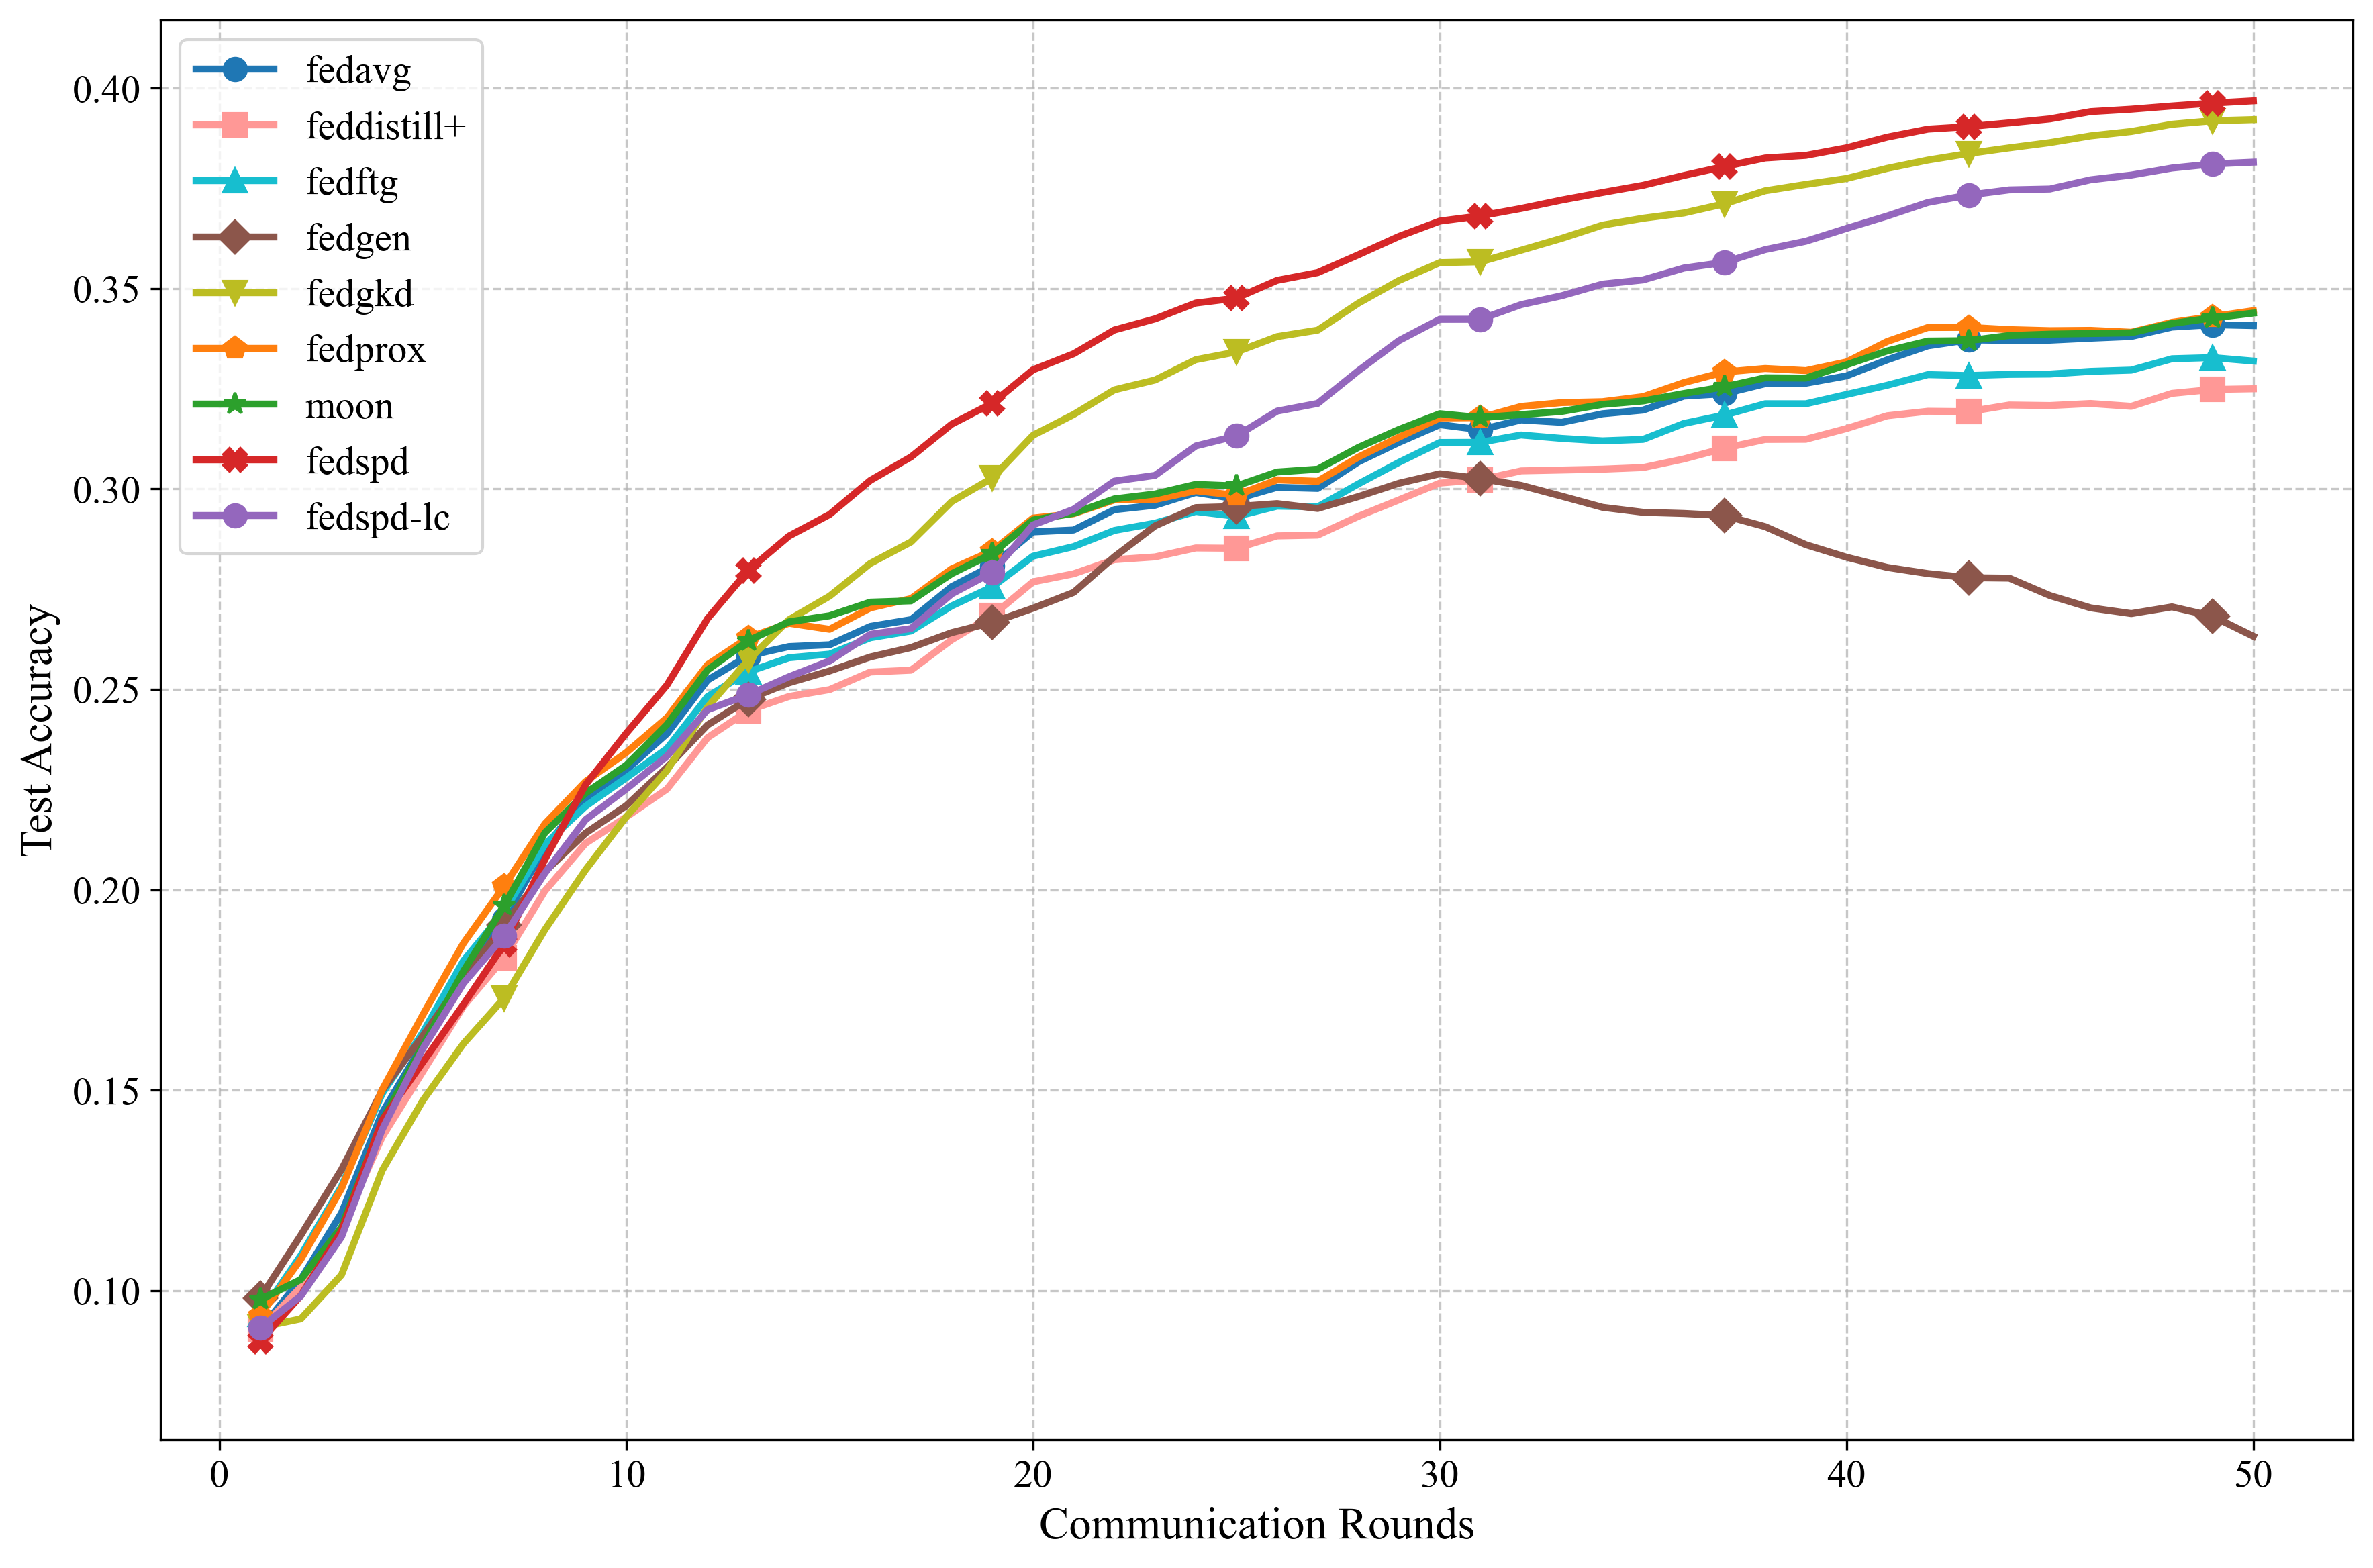 fedavg
feddistill+
fedftg
fedgen
fedgkd
fedprox
moon
fedspd
fedspd-lc
0.40
0.35
0.30
0.25
0.20
0.15
0.10
Test Accuracy
0 10 20 30 40 50
Communication Rounds